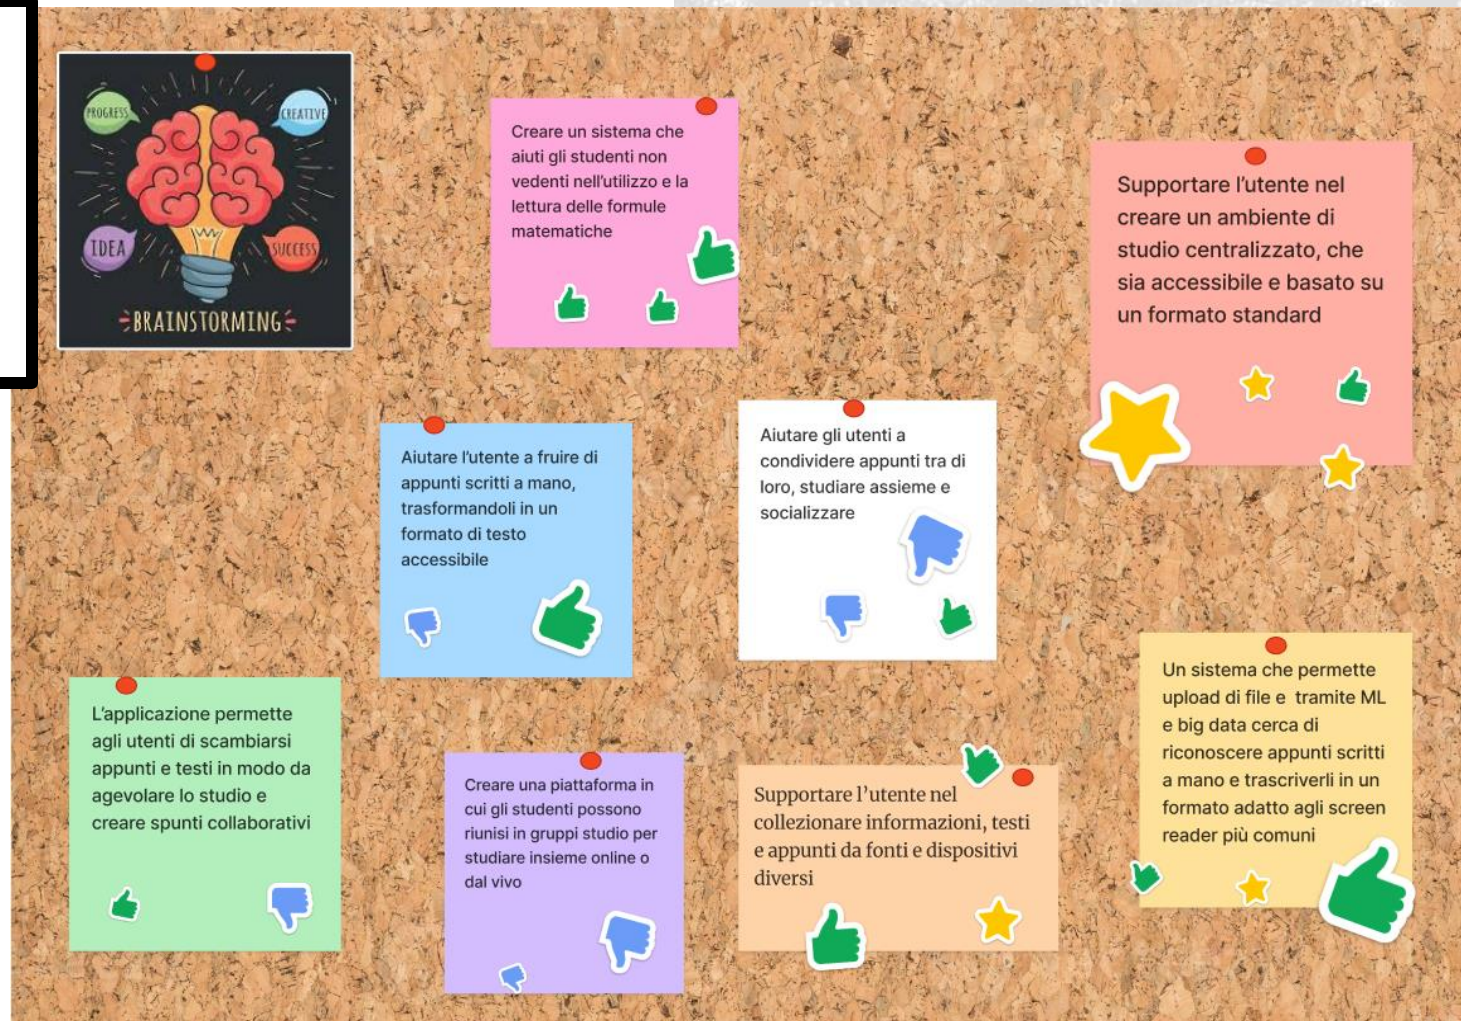 PROGRESS
CREATIVE
IDEA
SUCCESS
BRAINSTORMING
Creare un sistema che
aiuti gli studenti non
vedenti nell'utilizzo e la
lettura delle formule
matematiche
Supportare l'utente nel
creare un ambiente di
studio centralizzato, che
sia accessibile e basato su
un formato standard
Aiutare l'utente a fruire di
appunti scritti a mano,
trasformandoli in un
formato di testo
accessibile
Aiutare gli utenti a
condividere appunti tra di
loro, studiare assieme e
socializzare
L'applicazione permette
agli utenti di scambiarsi
appunti e testi in modo da
agevolare lo studio e
creare spunti collaborativi
Creare una piattaforma in
cui gli studenti possono
riunisi in gruppi studio per
studiare insieme online o
dal vivo
Supportare l'utente nel
collezionare informazioni, testi
e appunti da fonti e dispositivi
diversi
Un sistema che permette
upload di file e tramite ML
e big data cerca di
riconoscere appunti scritti
a mano e trascriverli in un
formato adatto agli screen
reader più comuni